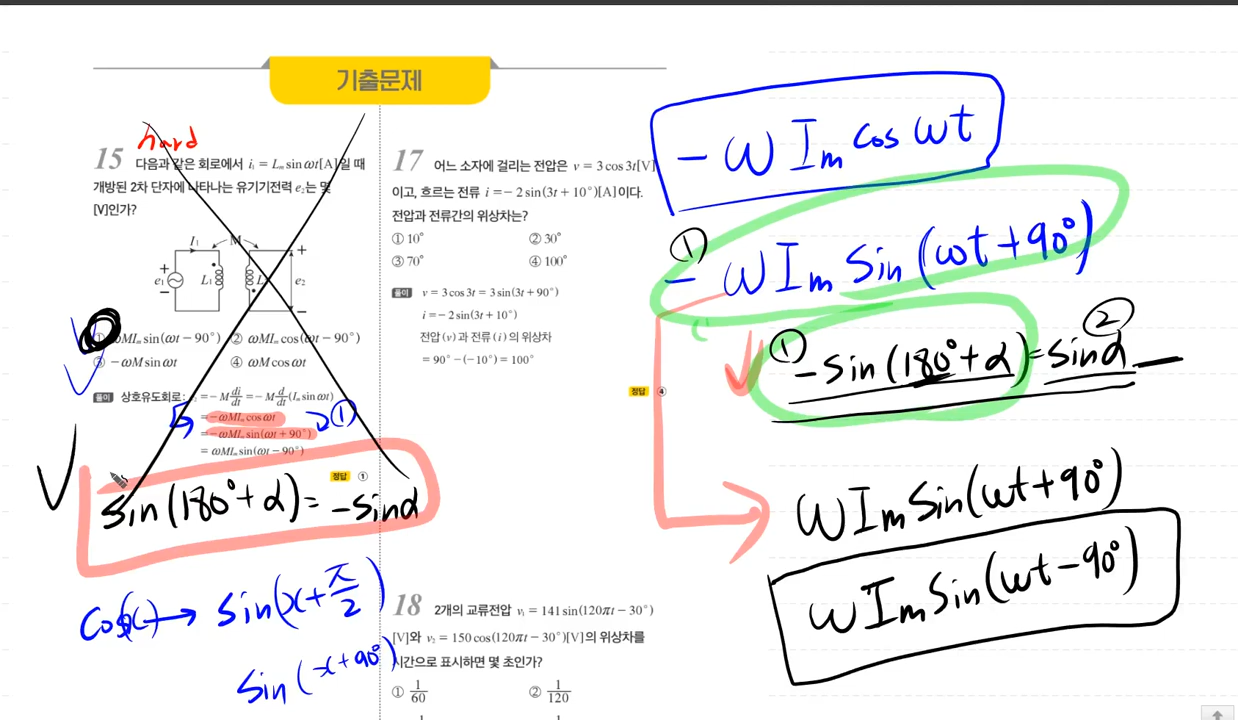 기출문제
hard
15 다음과 같은 회로에서 i₁ = Iₘ sin ωt[A]일 때
개방된 2차 단자에 나타나는 유기기전력 e₂는 몇
[V]인가?
I₁ M
+ e₁ − L₁ L + e₂ −
① ωMIₘ sin(ωt − 90°) ② ωMIₘ cos(ωt − 90°)
③ −ωM sin ωt ④ ωM cos ωt
풀이 상호유도회로 : = −M di/dt = −M d/dt (Iₘ sin ωt)
= −ωMIₘ cos ωt
= −ωMIₘ sin(ωt + 90°) ①
= ωMIₘ sin(ωt − 90°)
정답 ①
sin(180° + α) = −sinα
cos(x) → sin(x + π/2)
sin(x + 90°)
17 어느 소자에 걸리는 전압은 v = 3 cos 3t[V]
이고, 흐르는 전류 i = − 2 sin(3t + 10°)[A]이다.
전압과 전류간의 위상차는?
① 10° ② 30°
③ 70° ④ 100°
풀이 v = 3 cos 3t = 3 sin(3t + 90°)
i = − 2 sin(3t + 10°)
전압(v)과 전류(i)의 위상차
= 90° − (−10°) = 100°
정답 ④
18 2개의 교류전압 v₁ = 141 sin(120πt − 30°)
[V]와 v₂ = 150 cos(120πt − 30°)[V]의 위상차를
시간으로 표시하면 몇 초인가?
① 1/60 ② 1/120
− ωIₘ cos ωt
①
− ωIₘ sin(ωt + 90°)
① −sin(180° + α) = sinα ②
ωIₘ sin(ωt + 90°)
ωIₘ sin(ωt − 90°)